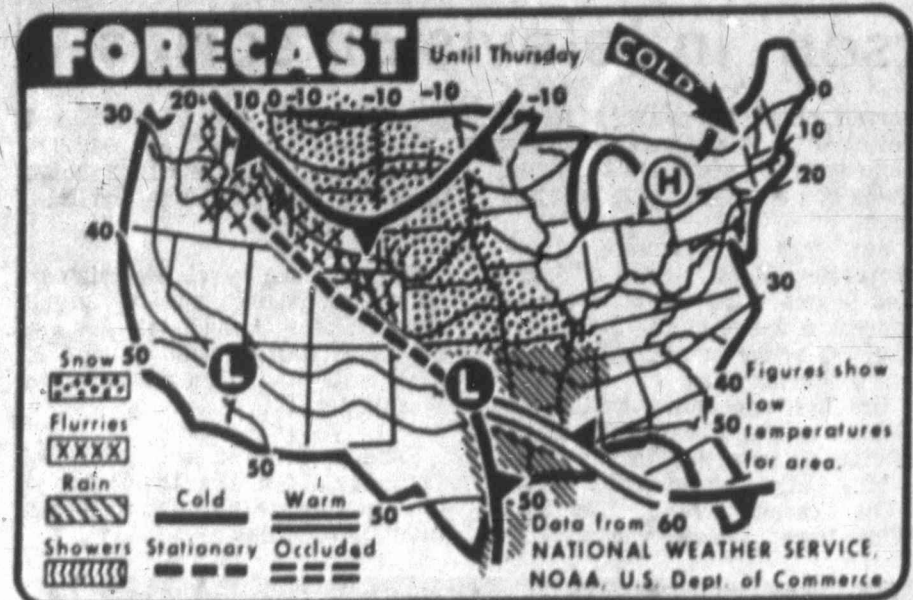 FORECAST Until Thursday
COLD
30 20 10 0 -10 -10 -10 -10 0
10
20
H
40
30
L
L
50
Snow
Flurries
Rain
Showers
Cold Warm
Stationary Occluded
50
50
50
60
40
50
Figures show
low
temperatures
for area.
Data from
NATIONAL WEATHER SERVICE,
NOAA, U.S. Dept. of Commerce